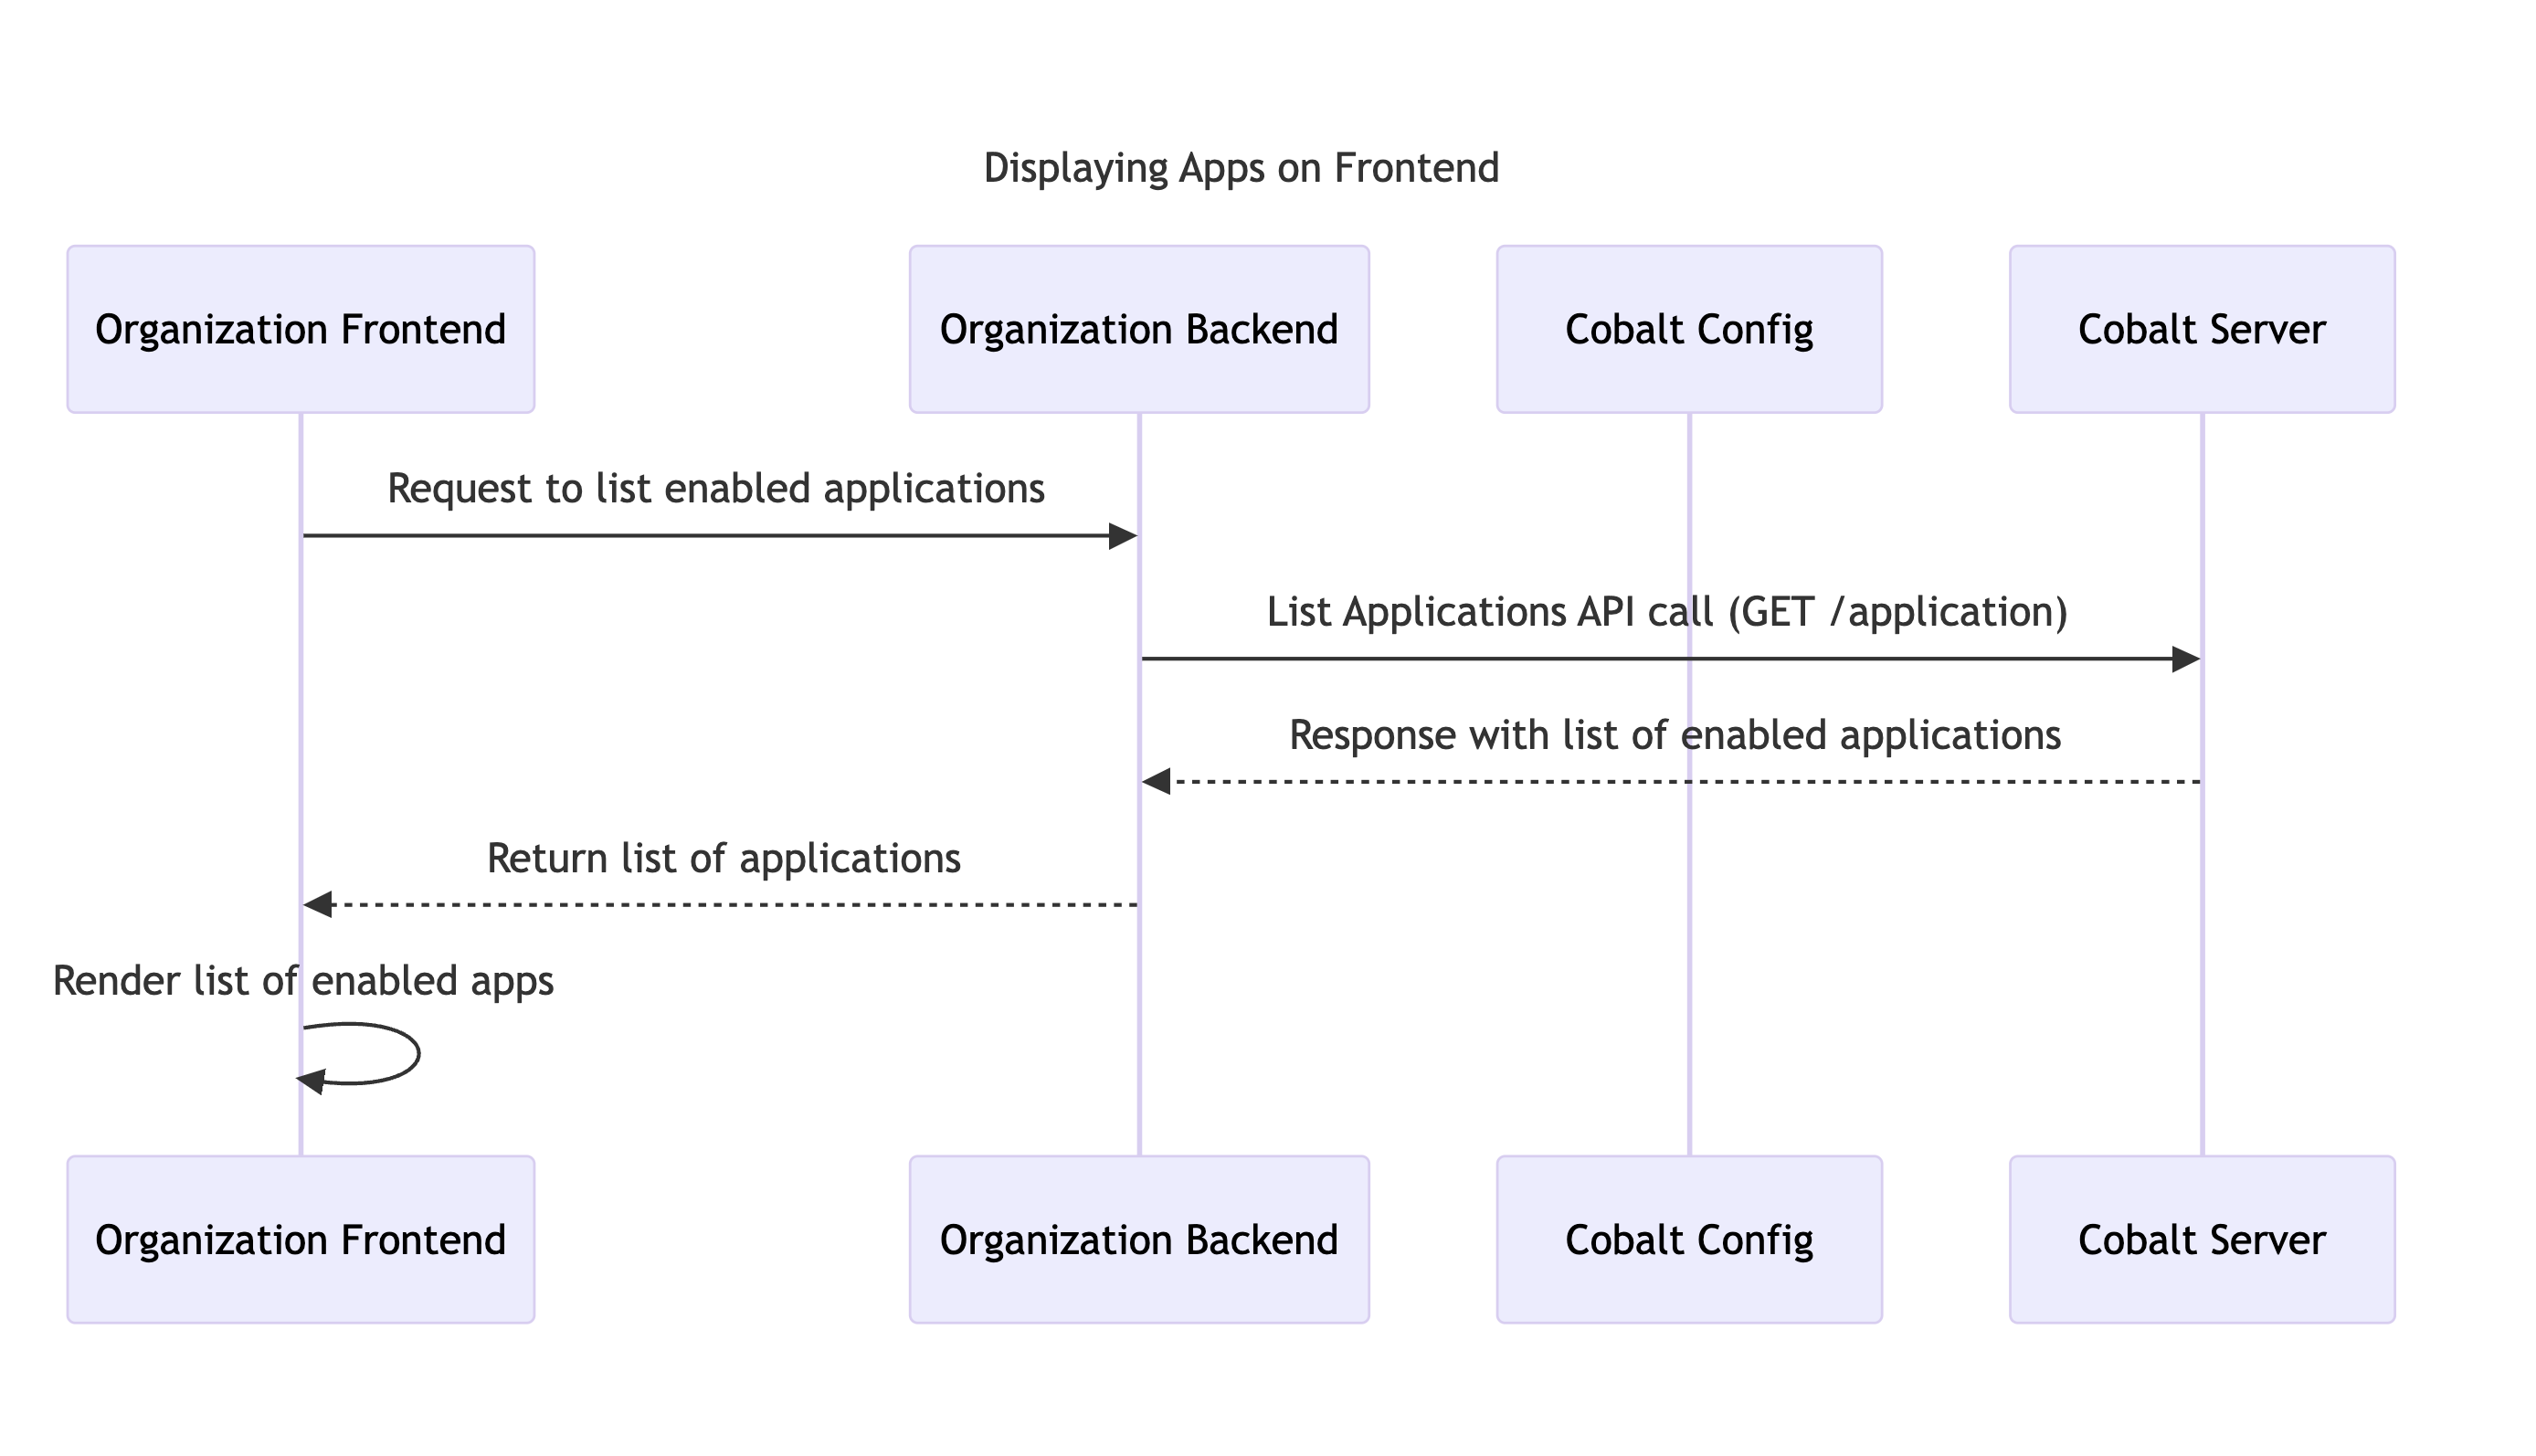 Displaying Apps on Frontend
Organization Frontend
Organization Backend
Cobalt Config
Cobalt Server
Request to list enabled applications
List Applications API call (GET /application)
Response with list of enabled applications
Return list of applications
Render list of enabled apps
Organization Frontend
Organization Backend
Cobalt Config
Cobalt Server